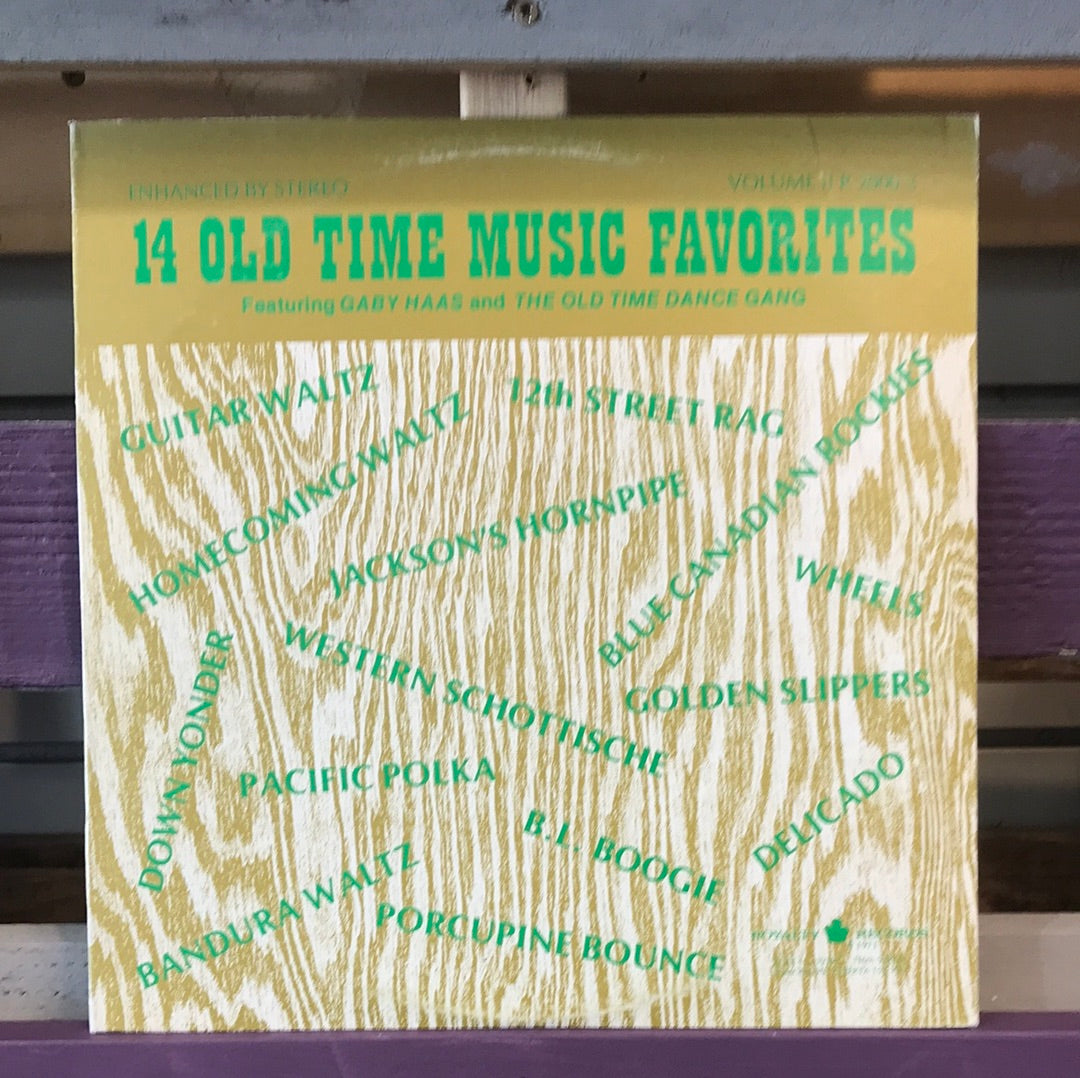 ENHANCED BY STEREO
VOLUME II
14 OLD TIME MUSIC FAVORITES
Featuring GABY HAAS and THE OLD TIME DANCE GANG
GUITAR WALTZ
12th STREET RAG
HOMECOMING WALTZ
JACKSON'S HORNPIPE
BLUE CANADIAN ROCKIES
WHEELS
WESTERN SCHOTTISCHE
GOLDEN SLIPPERS
DOWN YONDER
PACIFIC POLKA
B.L. BOOGIE
DELICADO
BANDURA WALTZ
PORCUPINE BOUNCE
ROYALTY RECORDS